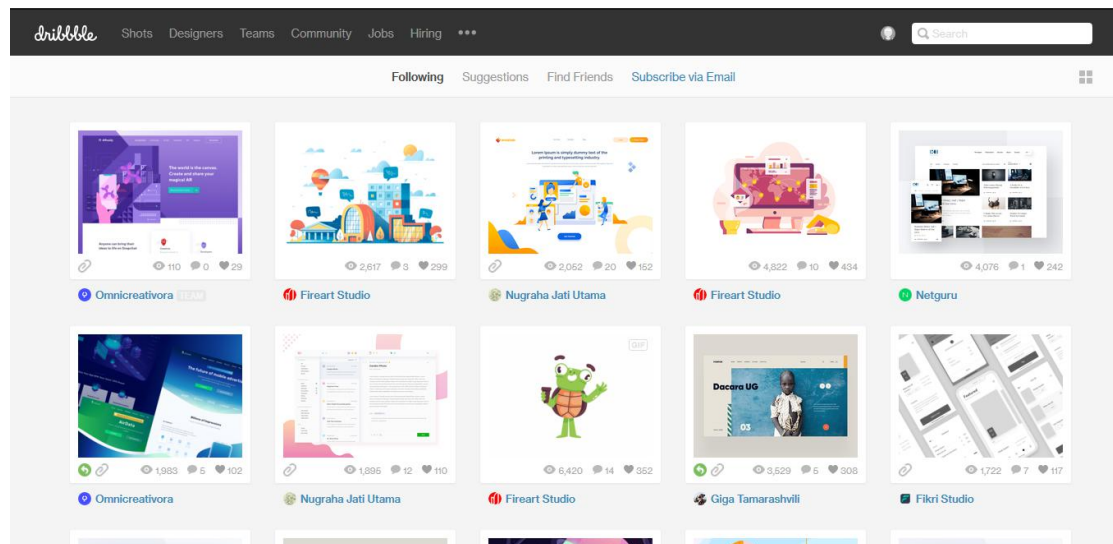 dribbble Shots Designers Teams Community Jobs Hiring ••• Search
Following Suggestions Find Friends Subscribe via Email
The world is the canvas.
Create and share your
magical AR
Lorem Ipsum is simply dummy text of the
printing and typesetting industry
110 0 29
2,617 3 299
2,052 20 152
4,822 10 434
4,076 1 242
Omnicreativora TEAM
Fireart Studio
Nugraha Jati Utama
Fireart Studio
Netguru
The future of mobile
AirDate
GIF
Dacora UG
03
Featured
1,983 5 102
1,895 12 110
6,420 14 352
3,529 5 308
1,722 7 117
Omnicreativora
Nugraha Jati Utama
Fireart Studio
Giga Tamarashvili
Fikri Studio